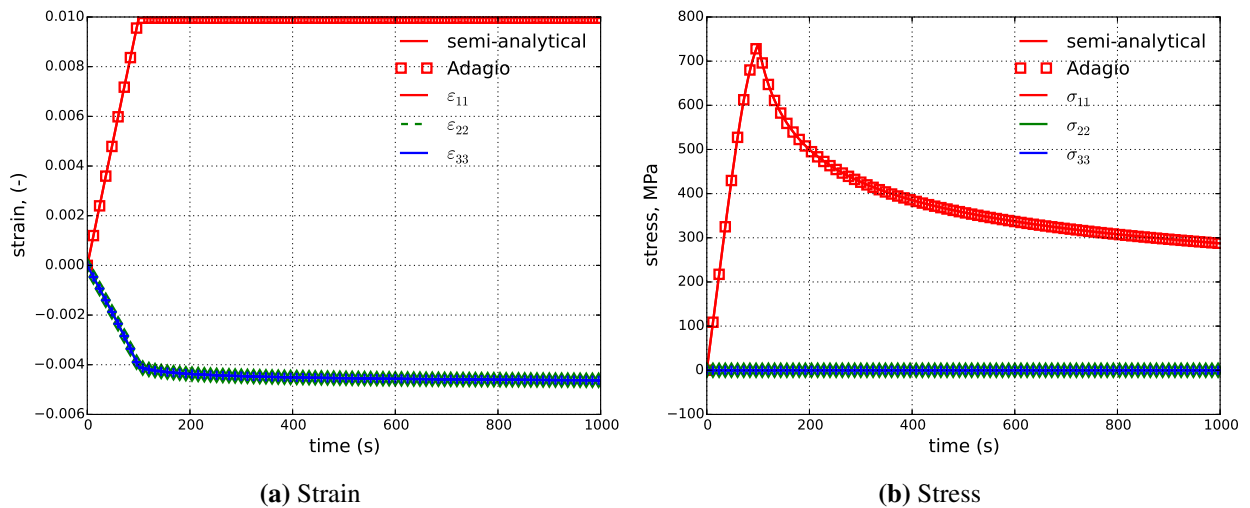 0.010
0.008
0.006
0.004
0.002
0.000
−0.002
−0.004
−0.006
0 200 400 600 800 1000
strain, (-)
time (s)
semi-analytical
Adagio
ε11
ε22
ε33
(a) Strain
800
700
600
500
400
300
200
100
0
−100
0 200 400 600 800 1000
stress, MPa
time (s)
semi-analytical
Adagio
σ11
σ22
σ33
(b) Stress